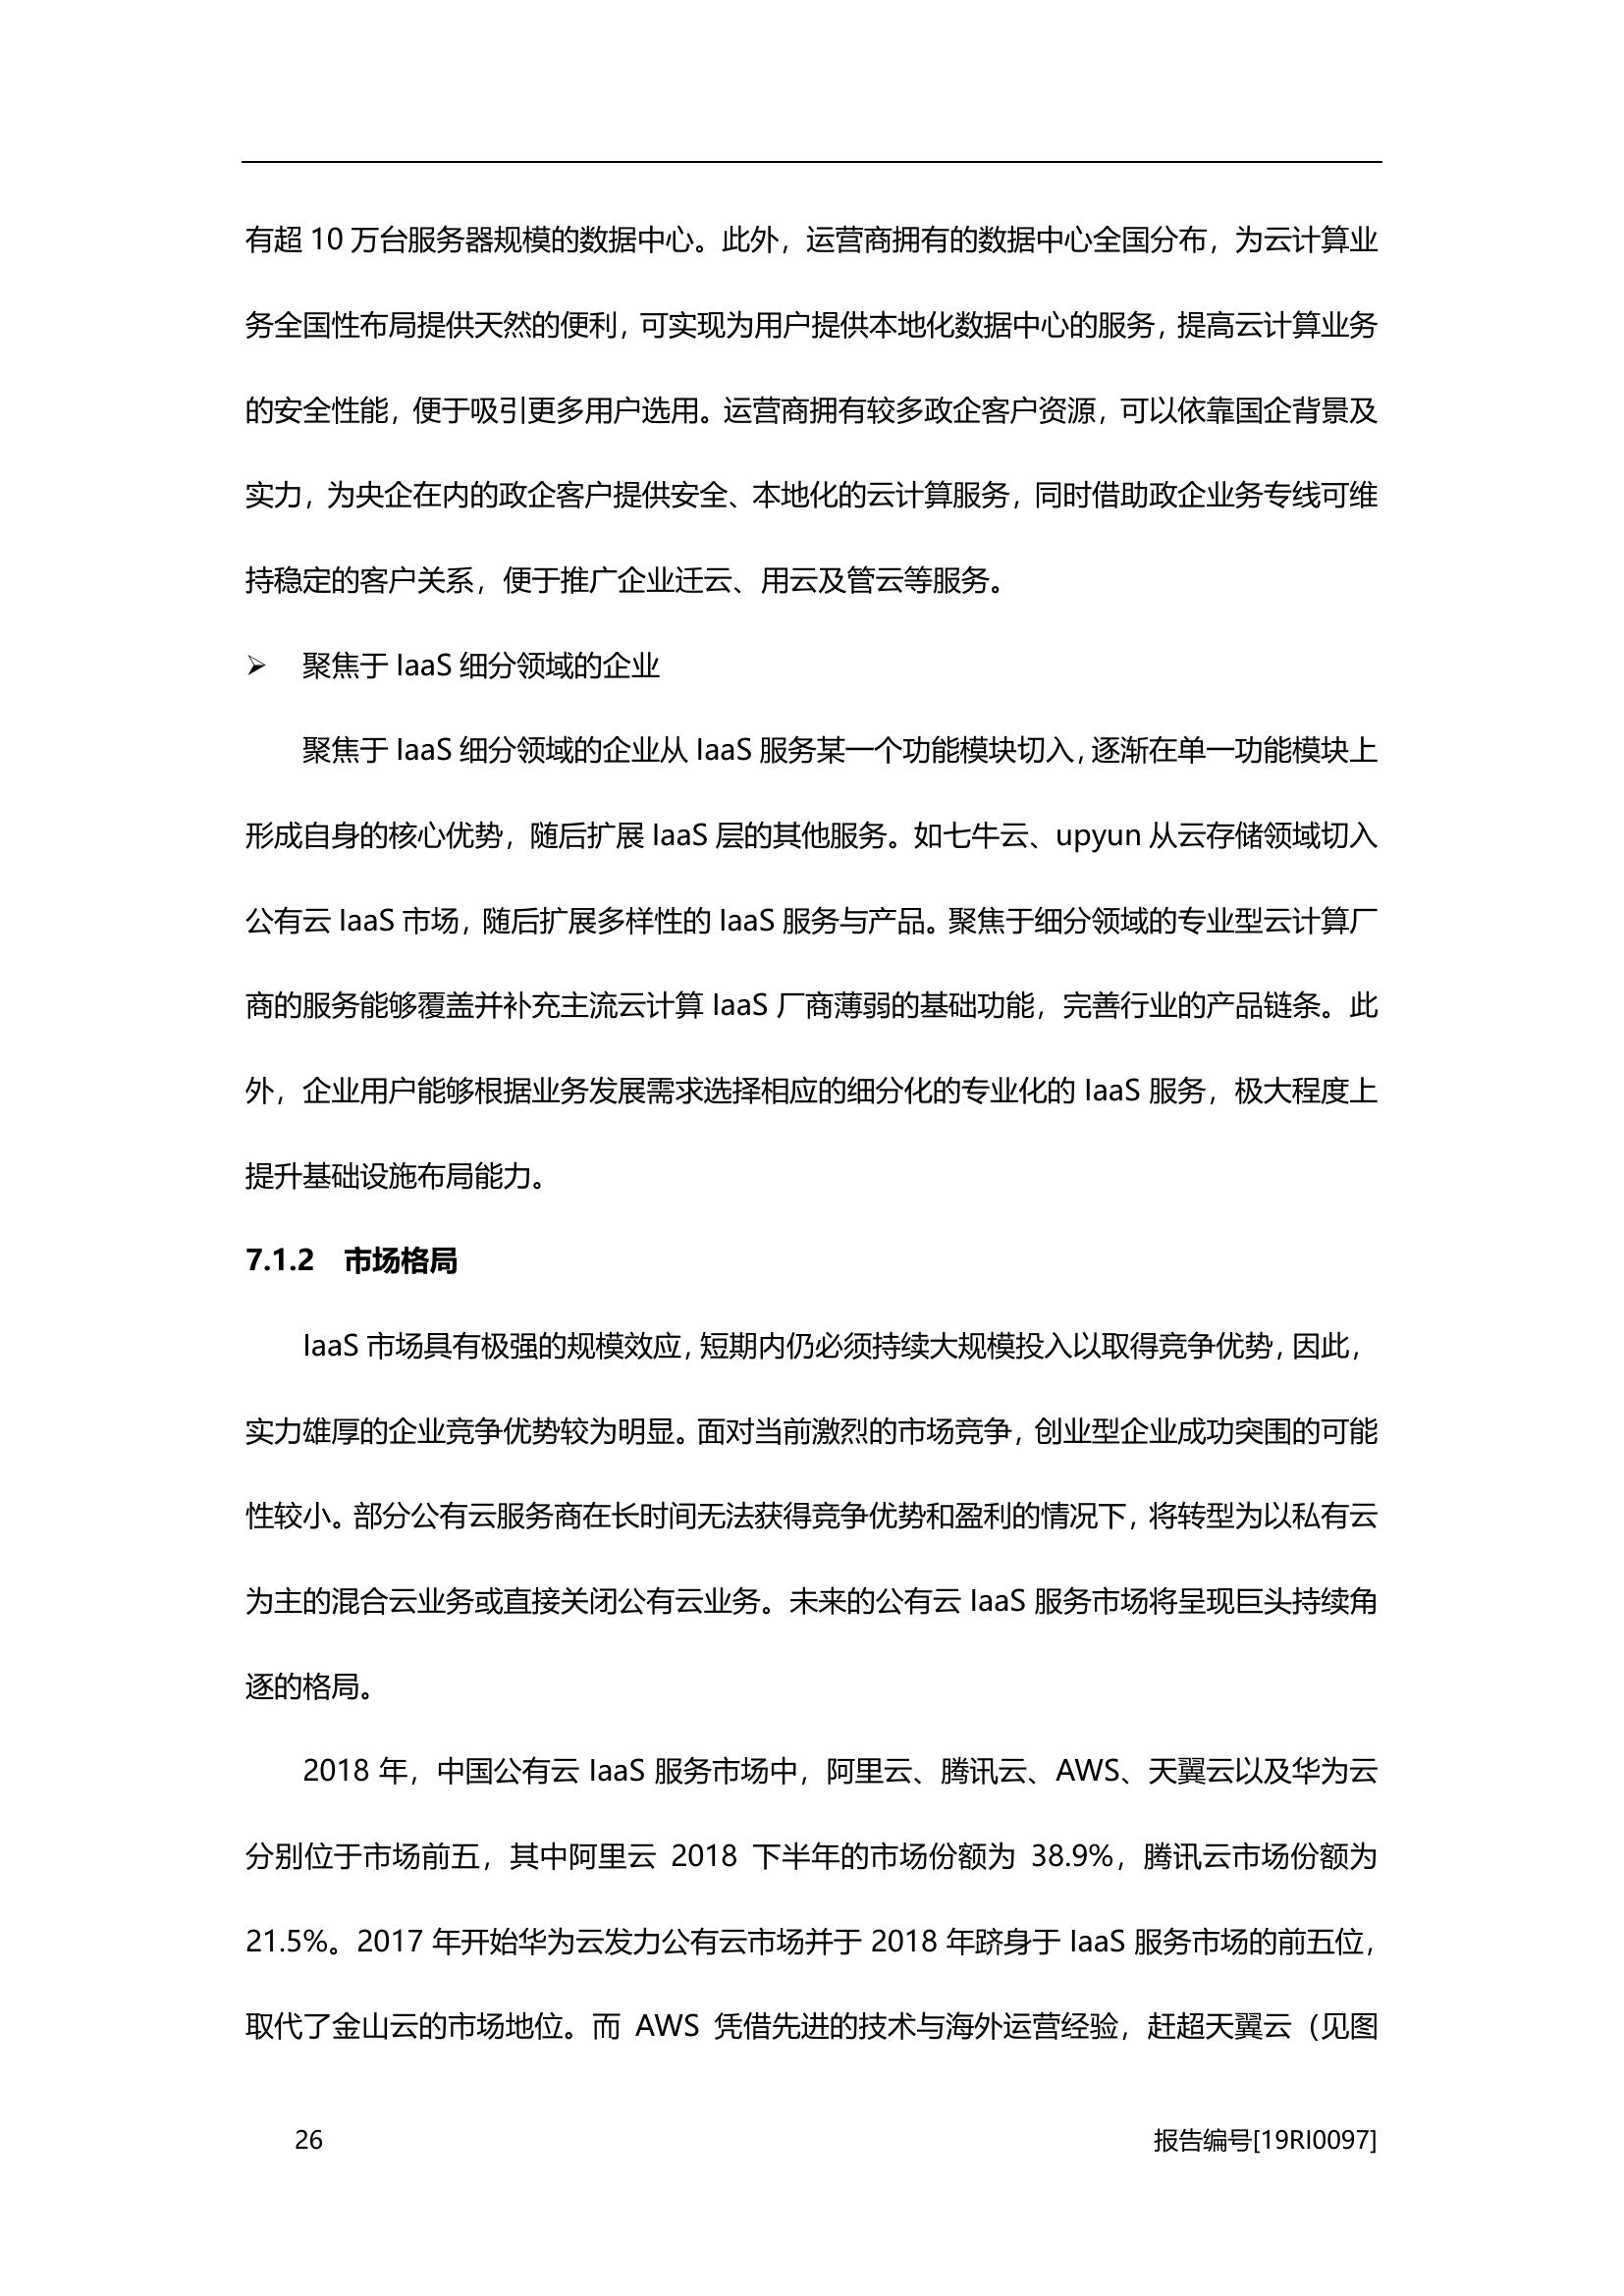 有超 10 万台服务器规模的数据中心。此外，运营商拥有的数据中心全国分布，为云计算业
务全国性布局提供天然的便利，可实现为用户提供本地化数据中心的服务，提高云计算业务
的安全性能，便于吸引更多用户选用。运营商拥有较多政企客户资源，可以依靠国企背景及
实力，为央企在内的政企客户提供安全、本地化的云计算服务，同时借助政企业务专线可维
持稳定的客户关系，便于推广企业迁云、用云及管云等服务。
➢ 聚焦于 IaaS 细分领域的企业
聚焦于 IaaS 细分领域的企业从 IaaS 服务某一个功能模块切入，逐渐在单一功能模块上
形成自身的核心优势，随后扩展 IaaS 层的其他服务。如七牛云、upyun 从云存储领域切入
公有云 IaaS 市场，随后扩展多样性的 IaaS 服务与产品。聚焦于细分领域的专业型云计算厂
商的服务能够覆盖并补充主流云计算 IaaS 厂商薄弱的基础功能，完善行业的产品链条。此
外，企业用户能够根据业务发展需求选择相应的细分化的专业化的 IaaS 服务，极大程度上
提升基础设施布局能力。
7.1.2 市场格局
IaaS 市场具有极强的规模效应，短期内仍必须持续大规模投入以取得竞争优势，因此，
实力雄厚的企业竞争优势较为明显。面对当前激烈的市场竞争，创业型企业成功突围的可能
性较小。部分公有云服务商在长时间无法获得竞争优势和盈利的情况下，将转型为以私有云
为主的混合云业务或直接关闭公有云业务。未来的公有云 IaaS 服务市场将呈现巨头持续角
逐的格局。
2018 年，中国公有云 IaaS 服务市场中，阿里云、腾讯云、AWS、天翼云以及华为云
分别位于市场前五，其中阿里云 2018 下半年的市场份额为 38.9%，腾讯云市场份额为
21.5%。2017 年开始华为云发力公有云市场并于 2018 年跻身于 IaaS 服务市场的前五位，
取代了金山云的市场地位。而 AWS 凭借先进的技术与海外运营经验，赶超天翼云（见图
26 报告编号[19RI0097]